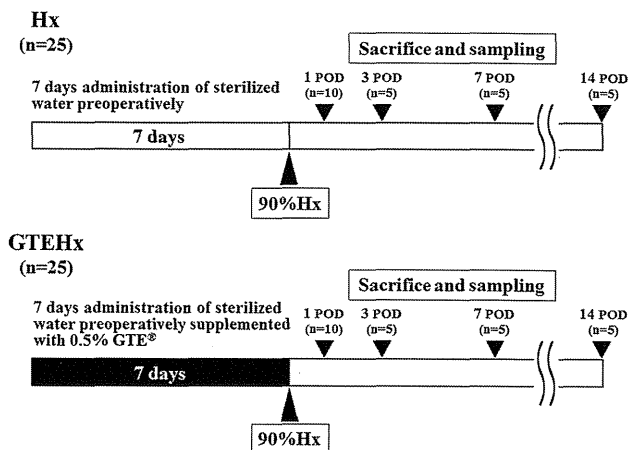 Hx
(n=25)
Sacrifice and sampling
7 days administration of sterilized
water preoperatively
1 POD
(n=10)
3 POD
(n=5)
7 POD
(n=5)
14 POD
(n=5)
7 days
90%Hx
GTEHx
(n=25)
Sacrifice and sampling
7 days administration of sterilized
water preoperatively supplemented
with 0.5% GTE®
1 POD
(n=10)
3 POD
(n=5)
7 POD
(n=5)
14 POD
(n=5)
7 days
90%Hx